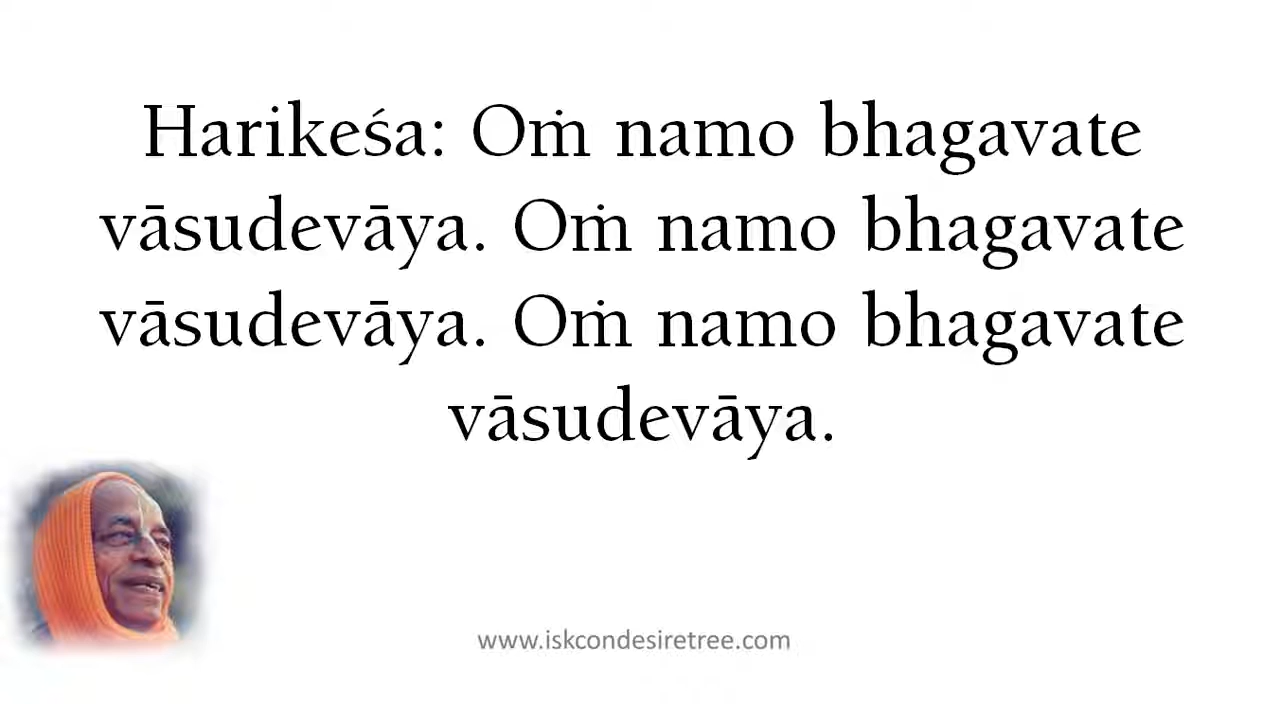 Harikeśa: Oṁ namo bhagavate
vāsudevāya. Oṁ namo bhagavate
vāsudevāya. Oṁ namo bhagavate
vāsudevāya.
www.iskcondesiretree.com